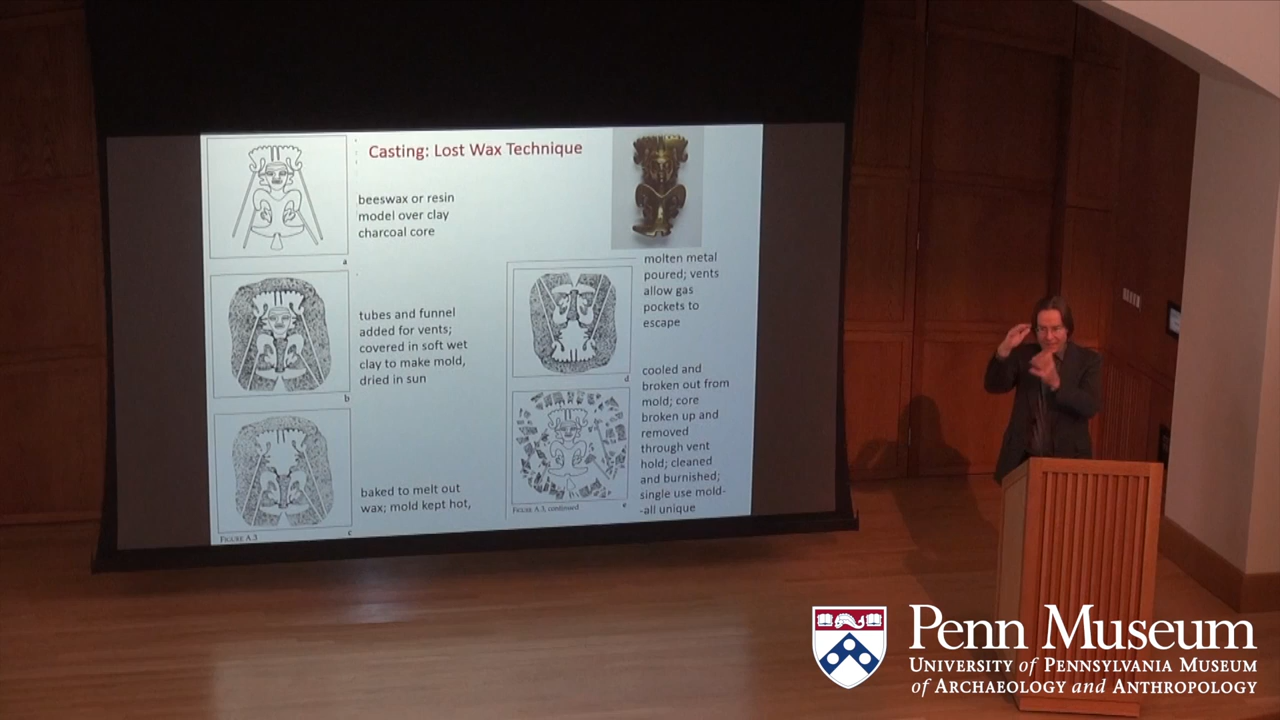 Casting: Lost Wax Technique
beeswax or resin
model over clay
charcoal core
a
tubes and funnel
added for vents;
covered in soft wet
clay to make mold,
dried in sun
b
baked to melt out
wax; mold kept hot,
c
FIGURE A.3
molten metal
poured; vents
allow gas
pockets to
escape
d
cooled and
broken out from
mold; core
broken up and
removed
through vent
hold; cleaned
and burnished;
single use mold-
-all unique
e
FIGURE A.3, continued
Penn Museum
UNIVERSITY of PENNSYLVANIA MUSEUM
of ARCHAEOLOGY and ANTHROPOLOGY